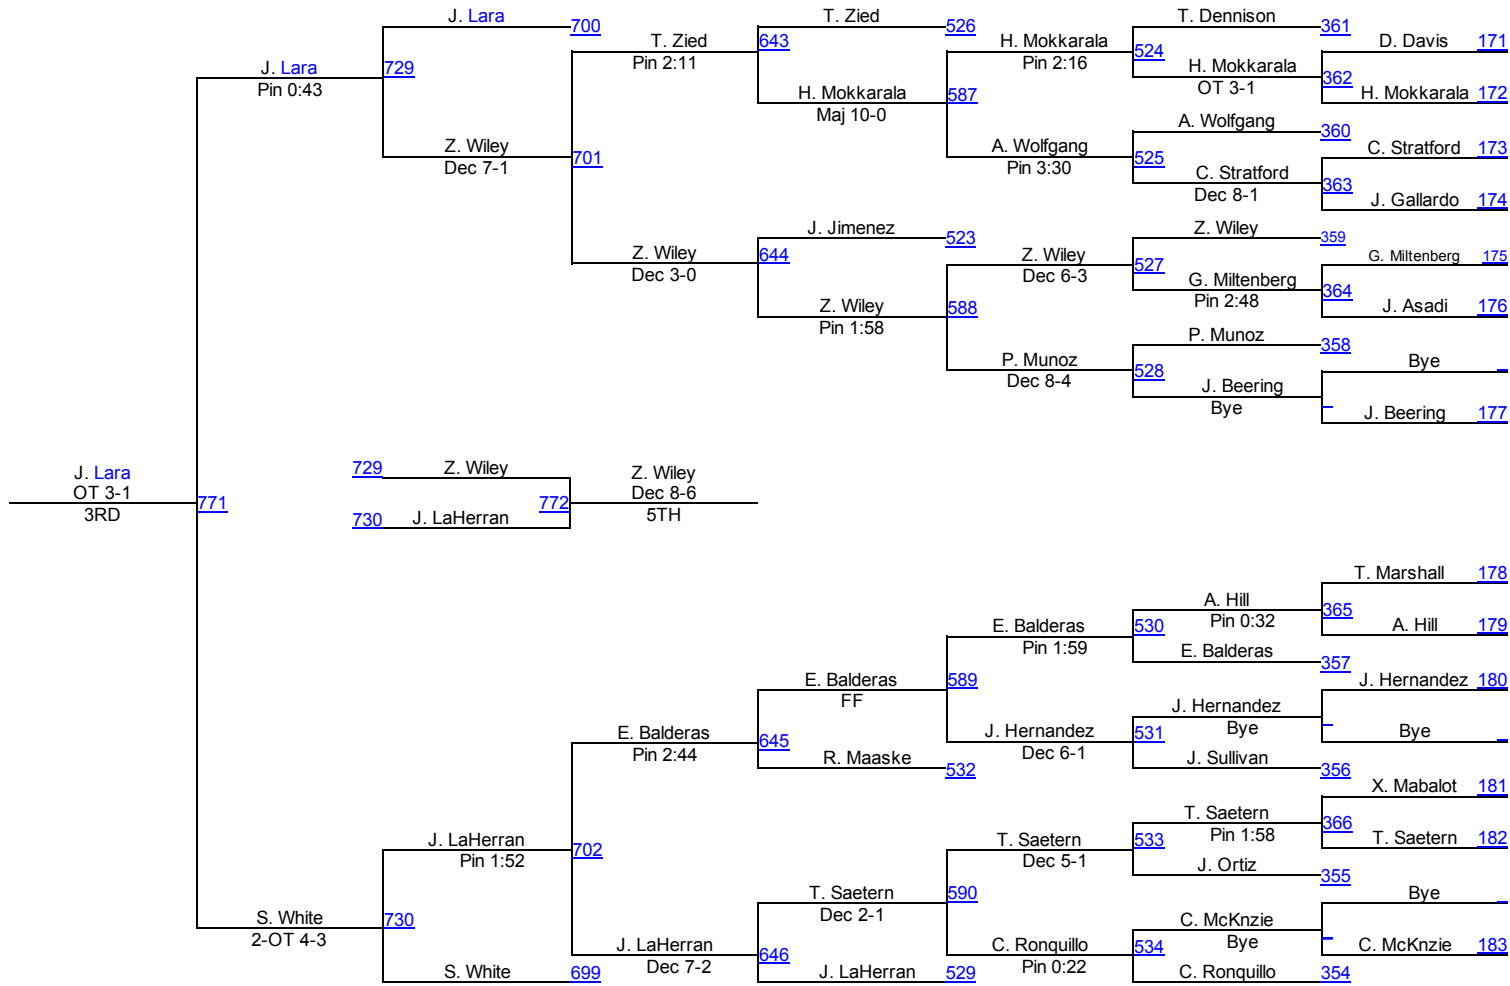 J. Lara 700
T. Zied 526
T. Dennison 361
T. Zied 643
Pin 2:11
H. Mokkarala 524
Pin 2:16
D. Davis 171
J. Lara 729
Pin 0:43
H. Mokkarala 362
OT 3-1
H. Mokkarala 587
Maj 10-0
H. Mokkarala 172
A. Wolfgang 360
Z. Wiley 701
Dec 7-1
A. Wolfgang 525
Pin 3:30
C. Stratford 173
C. Stratford 363
Dec 8-1
J. Gallardo 174
J. Jimenez 523
Z. Wiley 359
Z. Wiley 644
Dec 3-0
Z. Wiley 527
Dec 6-3
G. Miltenberg 175
G. Miltenberg 364
Pin 2:48
Z. Wiley 588
Pin 1:58
J. Asadi 176
P. Munoz 358
P. Munoz 528
Dec 8-4
Bye
J. Beering
Bye
J. Beering 177
J. Lara 771
OT 3-1
3RD
729 Z. Wiley
730 J. LaHerran
772
Z. Wiley
Dec 8-6
5TH
T. Marshall 178
A. Hill 365
Pin 0:32
E. Balderas 530
Pin 1:59
A. Hill 179
E. Balderas 357
E. Balderas 589
FF
J. Hernandez 180
J. Hernandez
Bye
E. Balderas 645
Pin 2:44
J. Hernandez 531
Dec 6-1
Bye
R. Maaske 532
J. Sullivan 356
X. Mabalot 181
T. Saetern 366
Pin 1:58
J. LaHerran 702
Pin 1:52
T. Saetern 533
Dec 5-1
T. Saetern 182
J. Ortiz 355
T. Saetern 590
Dec 2-1
Bye
S. White 730
2-OT 4-3
C. McKnzie
Bye
J. LaHerran 646
Dec 7-2
C. Ronquillo 534
Pin 0:22
C. McKnzie 183
S. White 699
J. LaHerran 529
C. Ronquillo 354